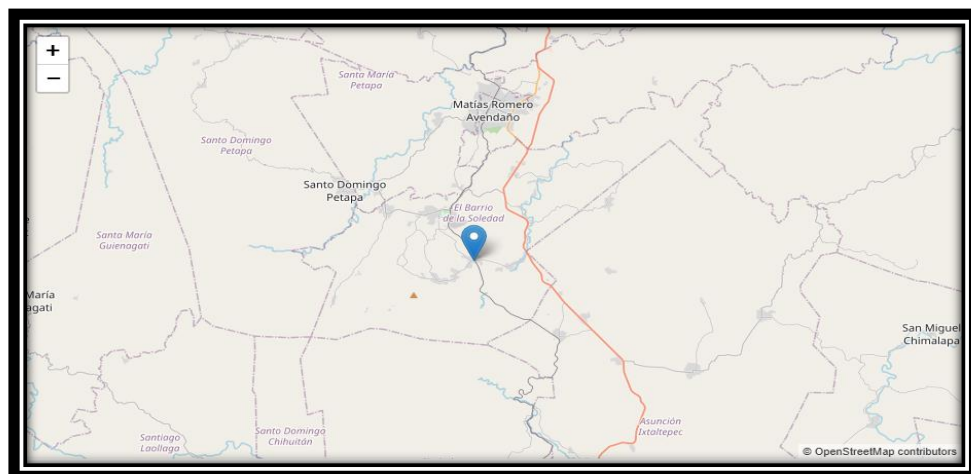 +
−
Santa María
Petapa
Matías Romero
Avendaño
Santo Domingo
Petapa
Santo Domingo
Petapa
El Barrio
de la Soledad
Santa María
Guienagati
María
agati
San Miguel
Chimalapa
Asunción
Ixtaltepec
Santiago
Laollaga
Santo Domingo
Chihuitán
© OpenStreetMap contributors